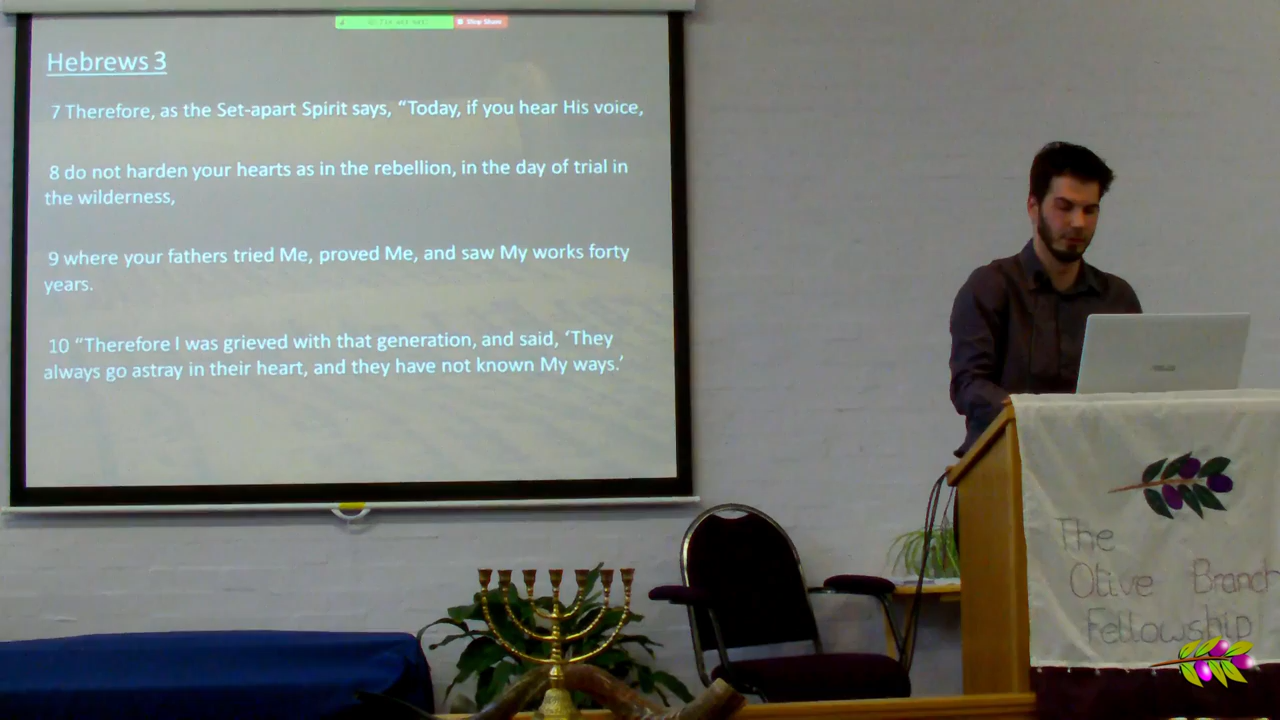 Stop Share
Hebrews 3
7 Therefore, as the Set-apart Spirit says, “Today, if you hear His voice,
8 do not harden your hearts as in the rebellion, in the day of trial in
the wilderness,
9 where your fathers tried Me, proved Me, and saw My works forty
years.
10 “Therefore I was grieved with that generation, and said, ‘They
always go astray in their heart, and they have not known My ways.’
ASUS
The
Olive Branch
Fellowship